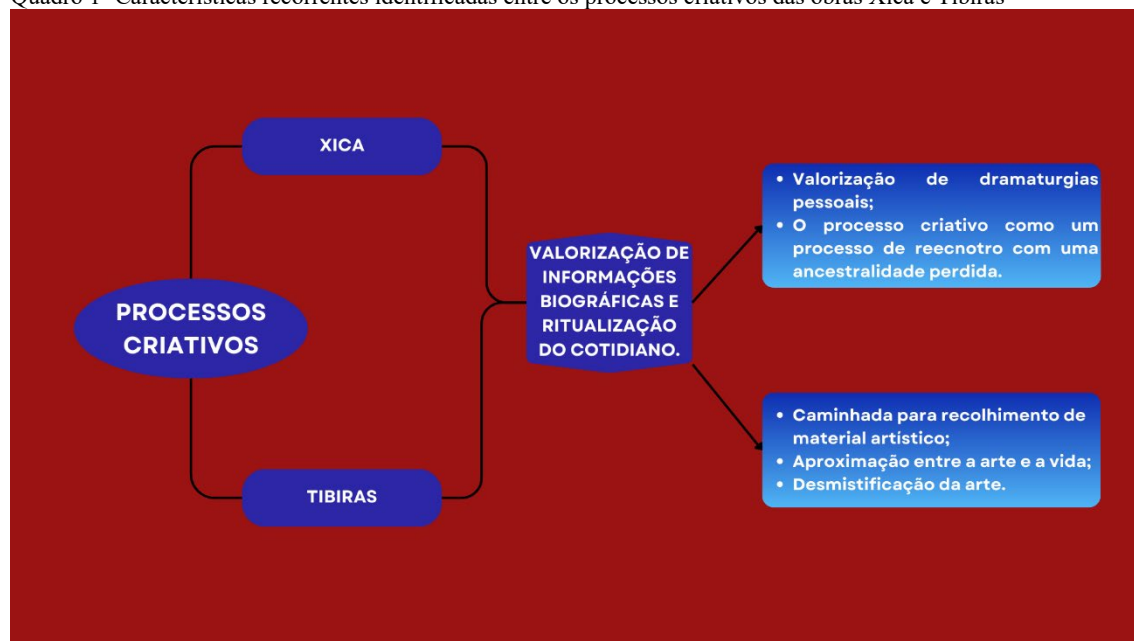 Quadro 1- Características recorrentes identificadas entre os processos criativos das obras Xica e Tibiras
PROCESSOS
CRIATIVOS
XICA
TIBIRAS
VALORIZAÇÃO DE
INFORMAÇÕES
BIOGRÁFICAS E
RITUALIZAÇÃO
DO COTIDIANO.
• Valorização de dramaturgias
pessoais;
• O processo criativo como um
processo de reecnotro com uma
ancestralidade perdida.
• Caminhada para recolhimento de
material artístico;
• Aproximação entre a arte e a vida;
• Desmistificação da arte.